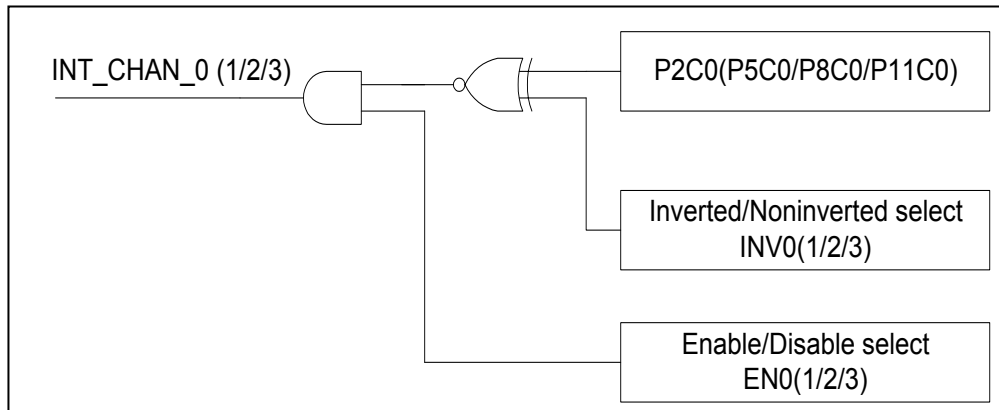 INT_CHAN_0 (1/2/3)
P2C0(P5C0/P8C0/P11C0)
Inverted/Noninverted select
INV0(1/2/3)
Enable/Disable select
EN0(1/2/3)